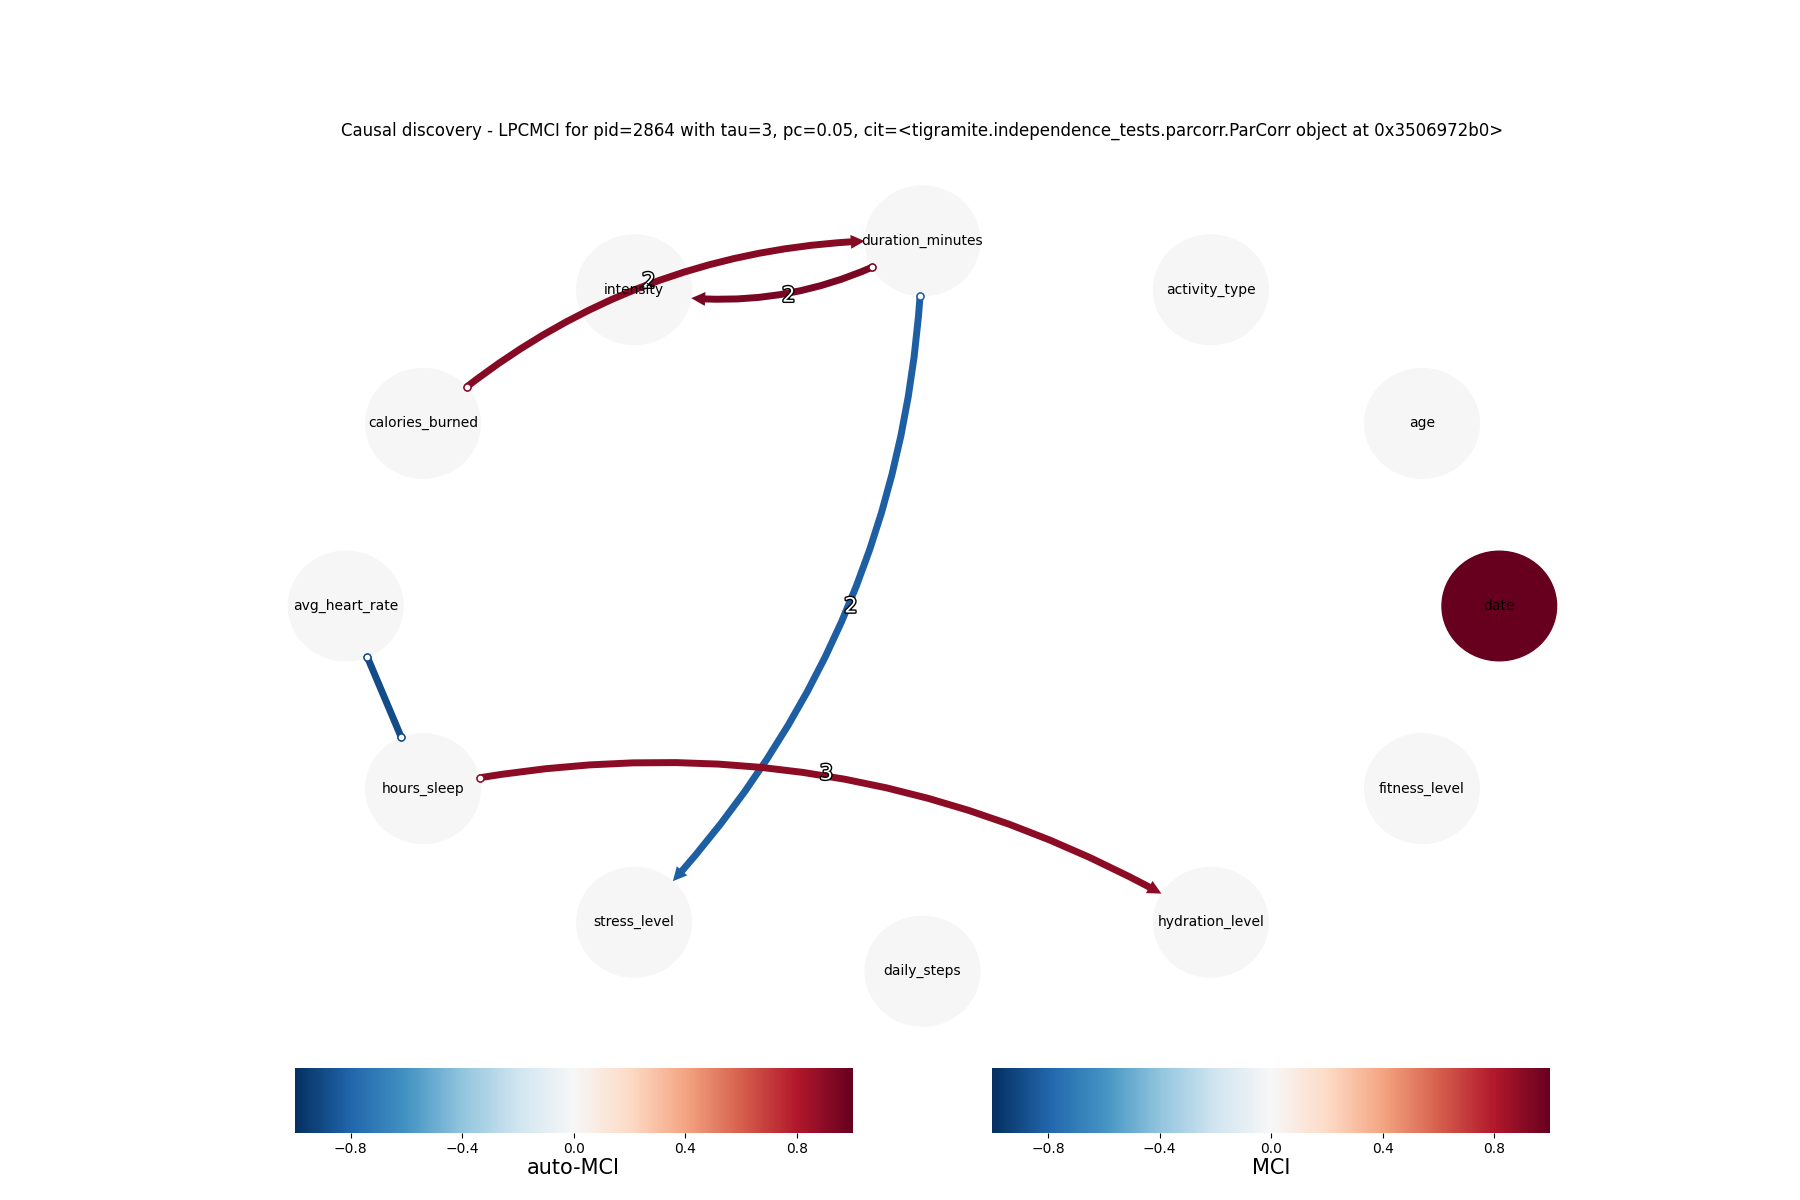 Causal discovery - LPCMCI for pid=2864 with tau=3, pc=0.05, cit=<tigramite.independence_tests.parcorr.ParCorr object at 0x3506972b0>
duration_minutes
intensity
2
2
activity_type
calories_burned
age
avg_heart_rate
2
date
hours_sleep
3
fitness_level
stress_level
hydration_level
daily_steps
−0.8 −0.4 0.0 0.4 0.8
auto-MCI
−0.8 −0.4 0.0 0.4 0.8
MCI